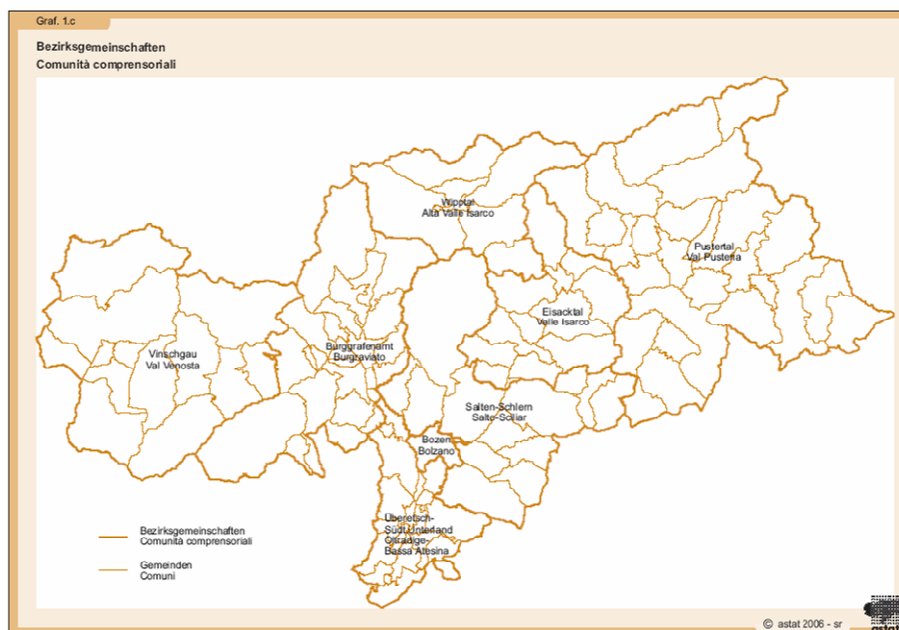 Graf. 1.c
Bezirksgemeinschaften
Comunità comprensoriali
Wipptal
Alta Valle Isarco
Pustertal
Val Pusteria
Eisacktal
Valle Isarco
Vinschgau
Val Venosta
Burggrafenamt
Burgraviato
Salten-Schlern
Salto-Sciliar
Bozen
Bolzano
Überetsch-
Südt.Unterland
Oltradige-
Bassa Atesina
Bezirksgemeinschaften
Comunità comprensoriali
Gemeinden
Comuni
© astat 2006 - sr
astat